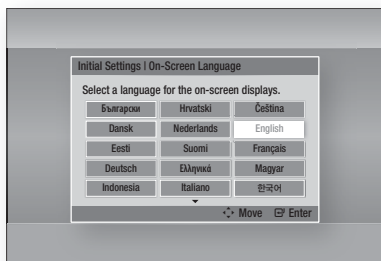 Initial Settings | On-Screen Language
Select a language for the on-screen displays.
Български Hrvatski Čeština
Dansk Nederlands English
Eesti Suomi Français
Deutsch Ελληνικά Magyar
Indonesia Italiano 한국어
Move Enter